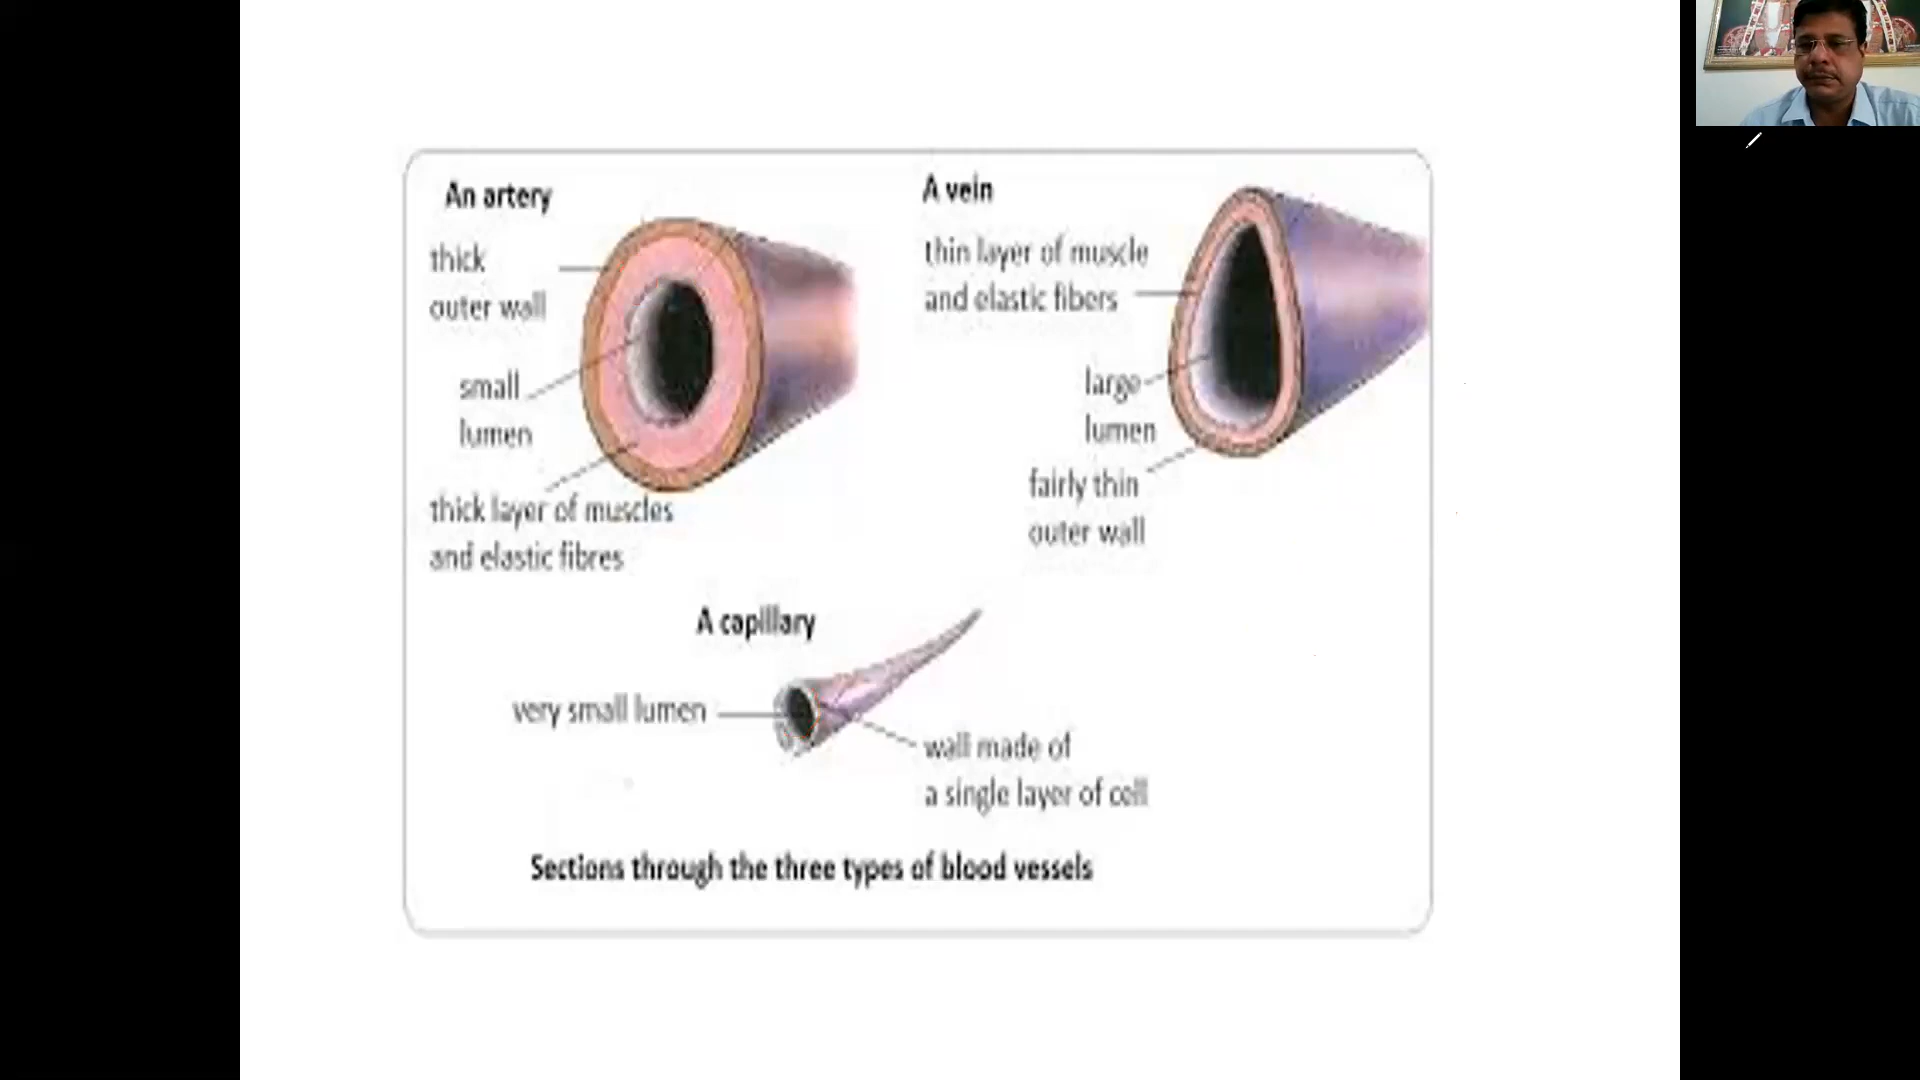 An artery
thick
outer wall
small
lumen
thick layer of muscles
and elastic fibres
A vein
thin layer of muscle
and elastic fibers
large
lumen
fairly thin
outer wall
A capillary
very small lumen
wall made of
a single layer of cell
Sections through the three types of blood vessels